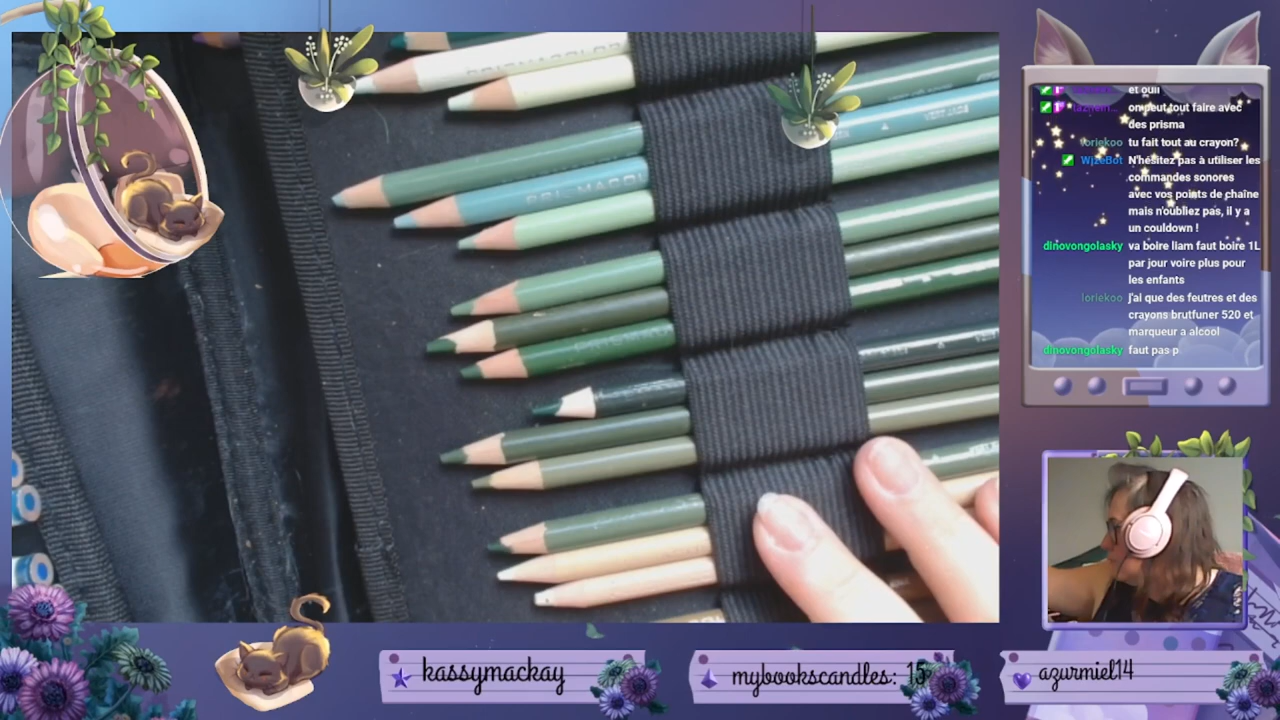 PRISMACOLOR
PRISMACOLOR
et ouii
on peut tout faire avec
des prisma
loriekoo tu fait tout au crayon?
WizeBot N'hésitez pas à utiliser les
commandes sonores
avec vos points de chaîne
mais n'oubliez pas, il y a
un couldown !
dinovongolasky va boire liam faut boire 1L
par jour voire plus pour
les enfants
loriekoo j'ai que des feutres et des
crayons brutfuner 520 et
marqueur a alcool
dinovongolasky faut pas p
kassymackay
mybookscandles: 15
azurmiel14